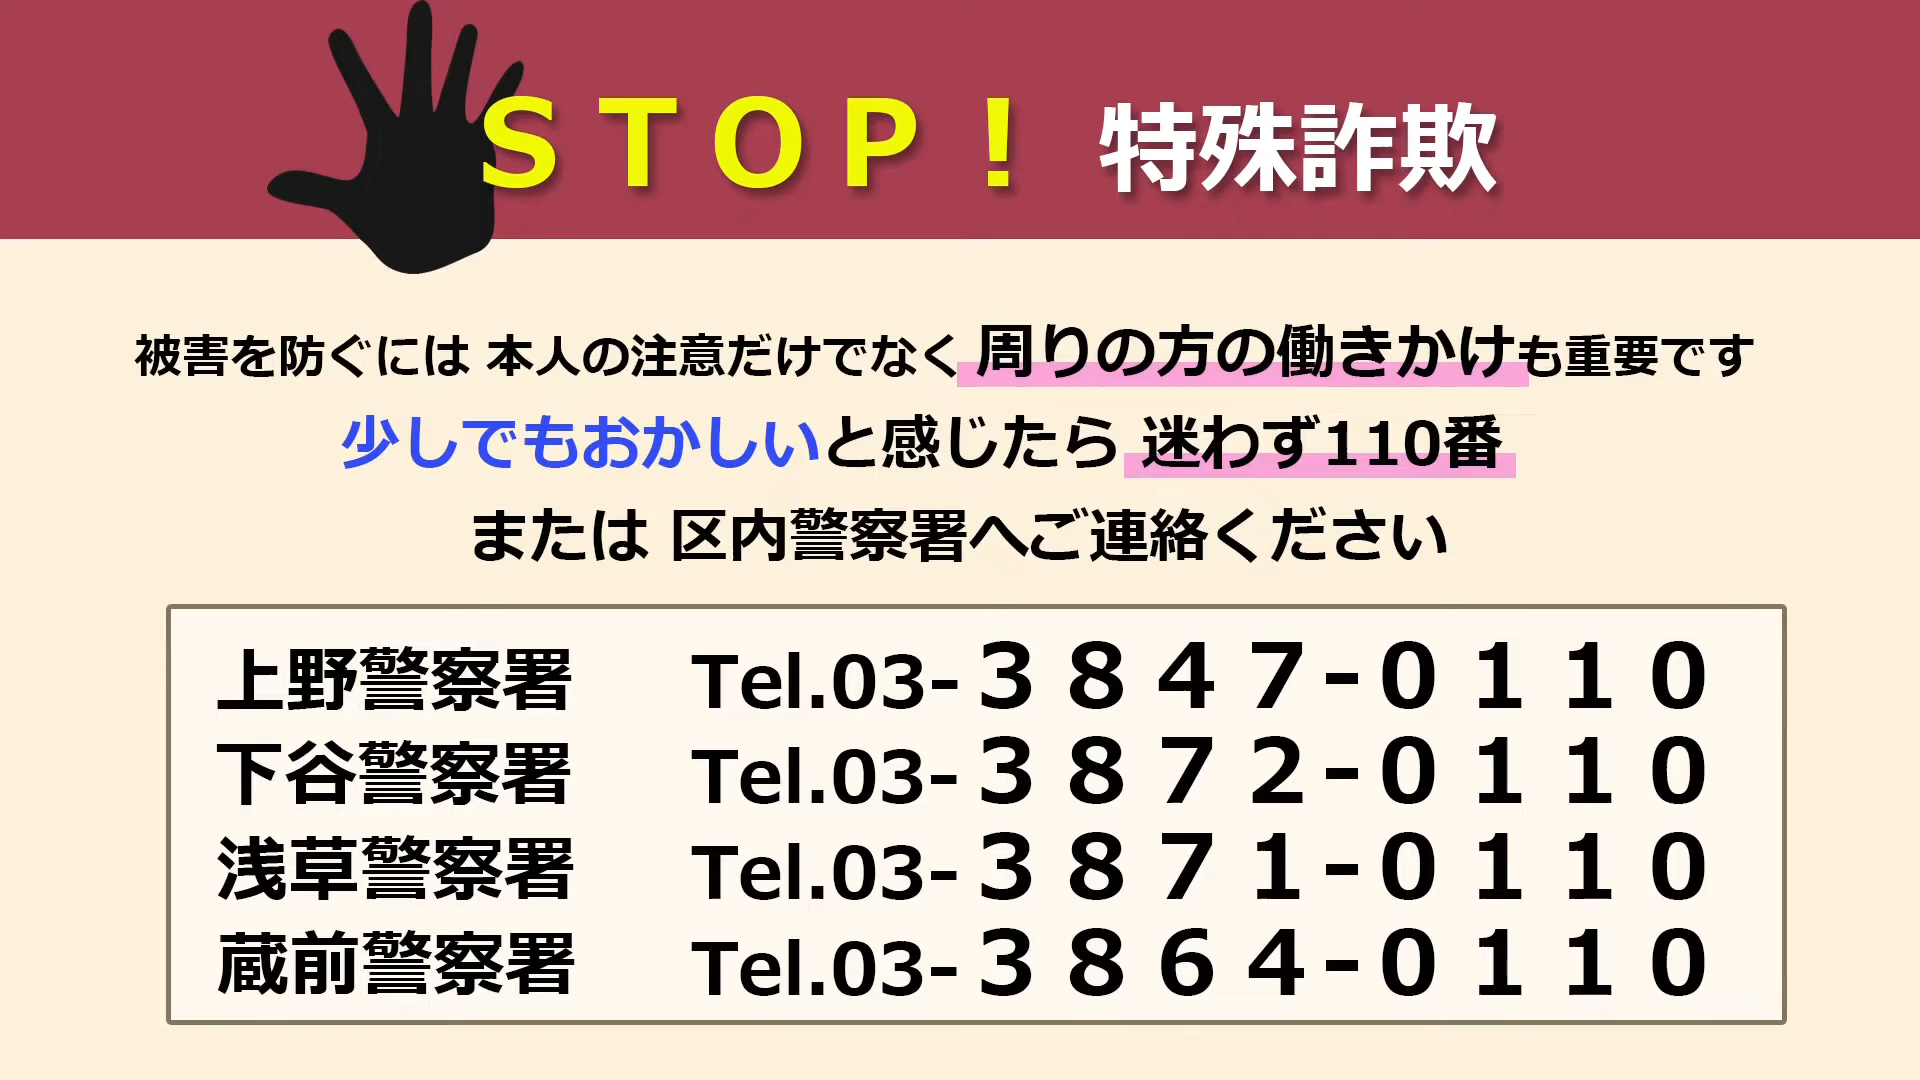 STOP! 特殊詐欺
被害を防ぐには 本人の注意だけでなく 周りの方の働きかけも重要です
少しでもおかしいと感じたら 迷わず110番
または 区内警察署へご連絡ください
上野警察署 Tel.03-3847-0110
下谷警察署 Tel.03-3872-0110
浅草警察署 Tel.03-3871-0110
蔵前警察署 Tel.03-3864-0110